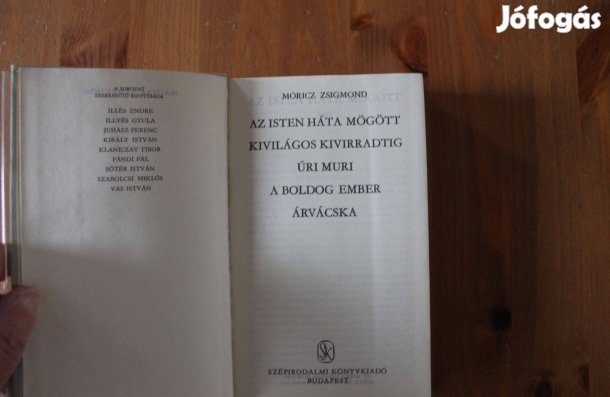 Jófogás
A SOROZAT
SZERKESZTŐ BIZOTTSÁGA
ILLÉS ENDRE
ILLYÉS GYULA
JUHÁSZ FERENC
KIRÁLY ISTVÁN
KLANICZAY TIBOR
PÁNDI PÁL
SŐTÉR ISTVÁN
SZABOLCSI MIKLÓS
VAS ISTVÁN
MÓRICZ ZSIGMOND
AZ ISTEN HÁTA MÖGÖTT
KIVILÁGOS KIVIRRADTIG
ÚRI MURI
A BOLDOG EMBER
ÁRVÁCSKA
SZÉPIRODALMI KÖNYVKIADÓ
BUDAPEST